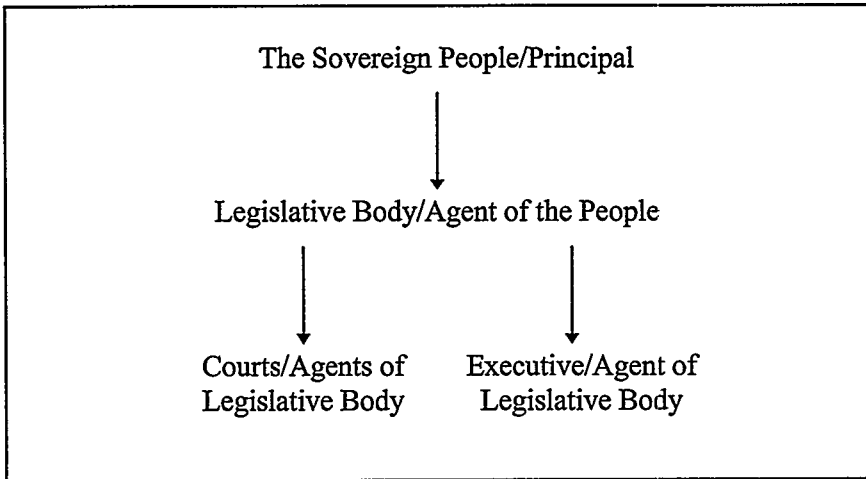 The Sovereign People/Principal
Legislative Body/Agent of the People
Courts/Agents of Executive/Agent of
Legislative Body Legislative Body